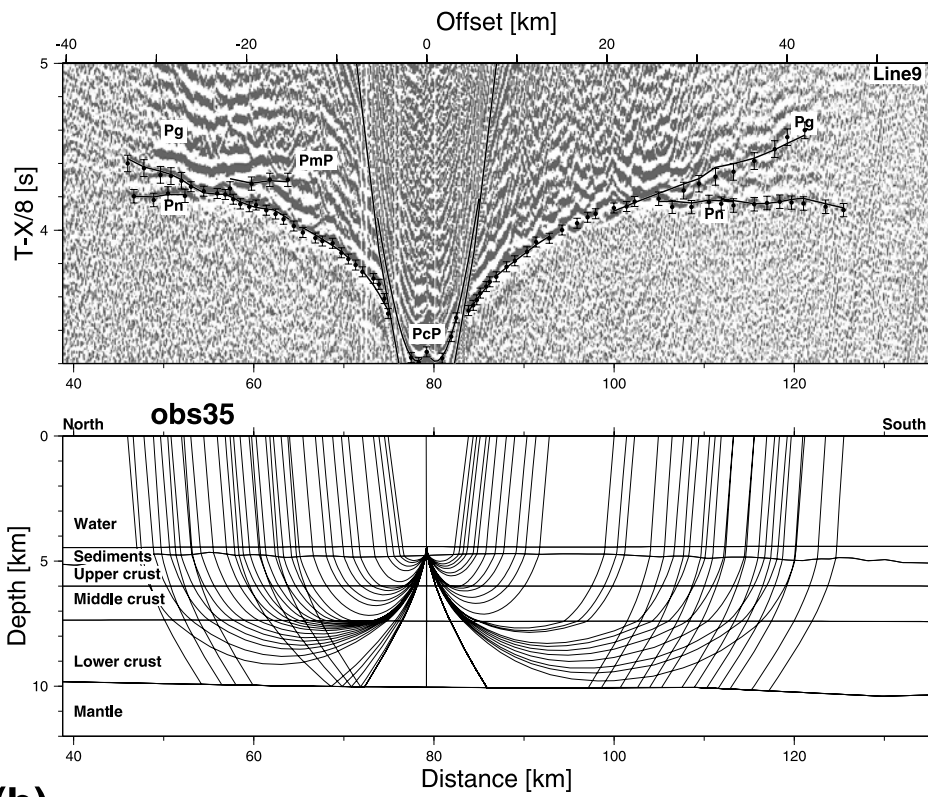 Offset [km]
-40 -20 0 20 40
5
Line9
Pg
Pg
PmP
T-X/8 [s]
Pn
Pn
4
PcP
40 60 80 100 120
obs35
North
South
0
Water
Sediments
5
Upper crust
Middle crust
Depth [km]
Lower crust
10
Mantle
40 60 80 100 120
Distance [km]